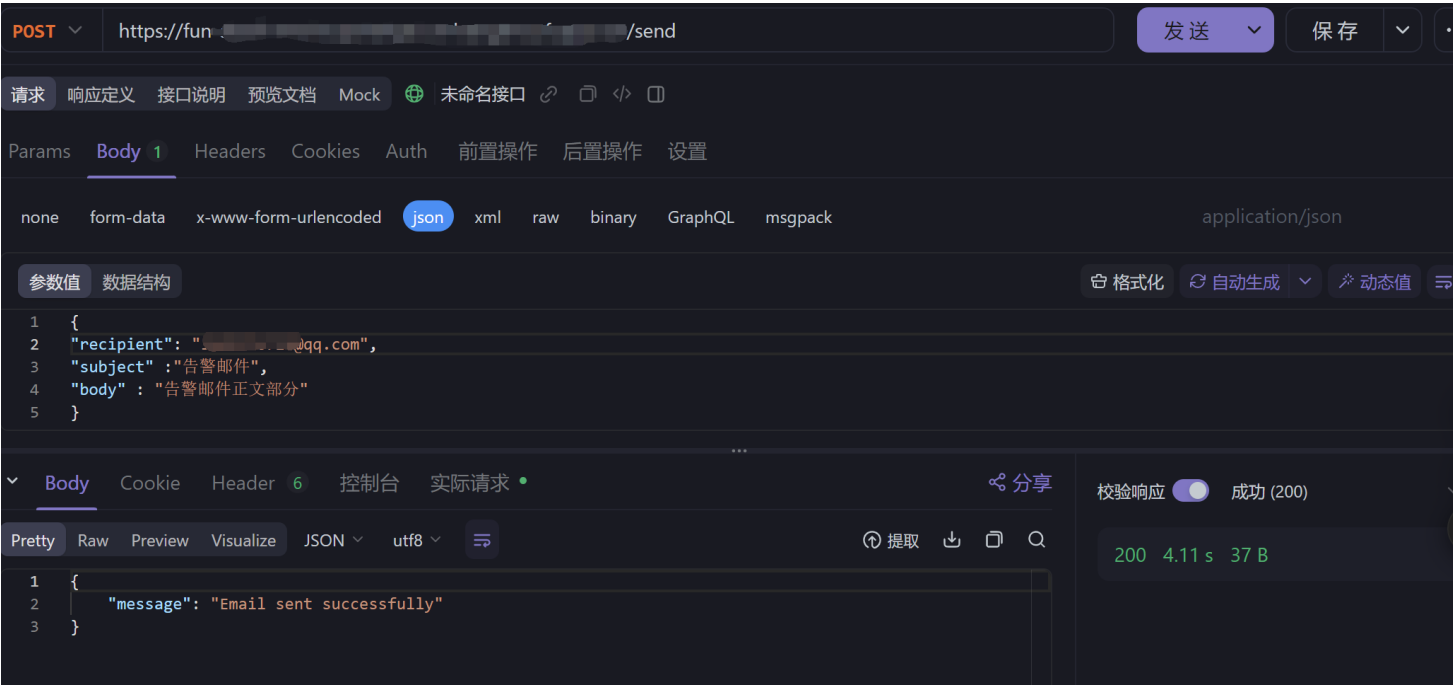 POST https://fun /send 发送 保存
请求 响应定义 接口说明 预览文档 Mock 未命名接口
Params Body 1 Headers Cookies Auth 前置操作 后置操作 设置
none form-data x-www-form-urlencoded json xml raw binary GraphQL msgpack application/json
参数值 数据结构 格式化 自动生成 动态值
1 {
2 "recipient": " @qq.com",
3 "subject" :"告警邮件",
4 "body" : "告警邮件正文部分"
5 }
Body Cookie Header 6 控制台 实际请求 分享
校验响应 成功 (200)
Pretty Raw Preview Visualize JSON utf8 提取
200 4.11 s 37 B
1 {
2 "message": "Email sent successfully"
3 }